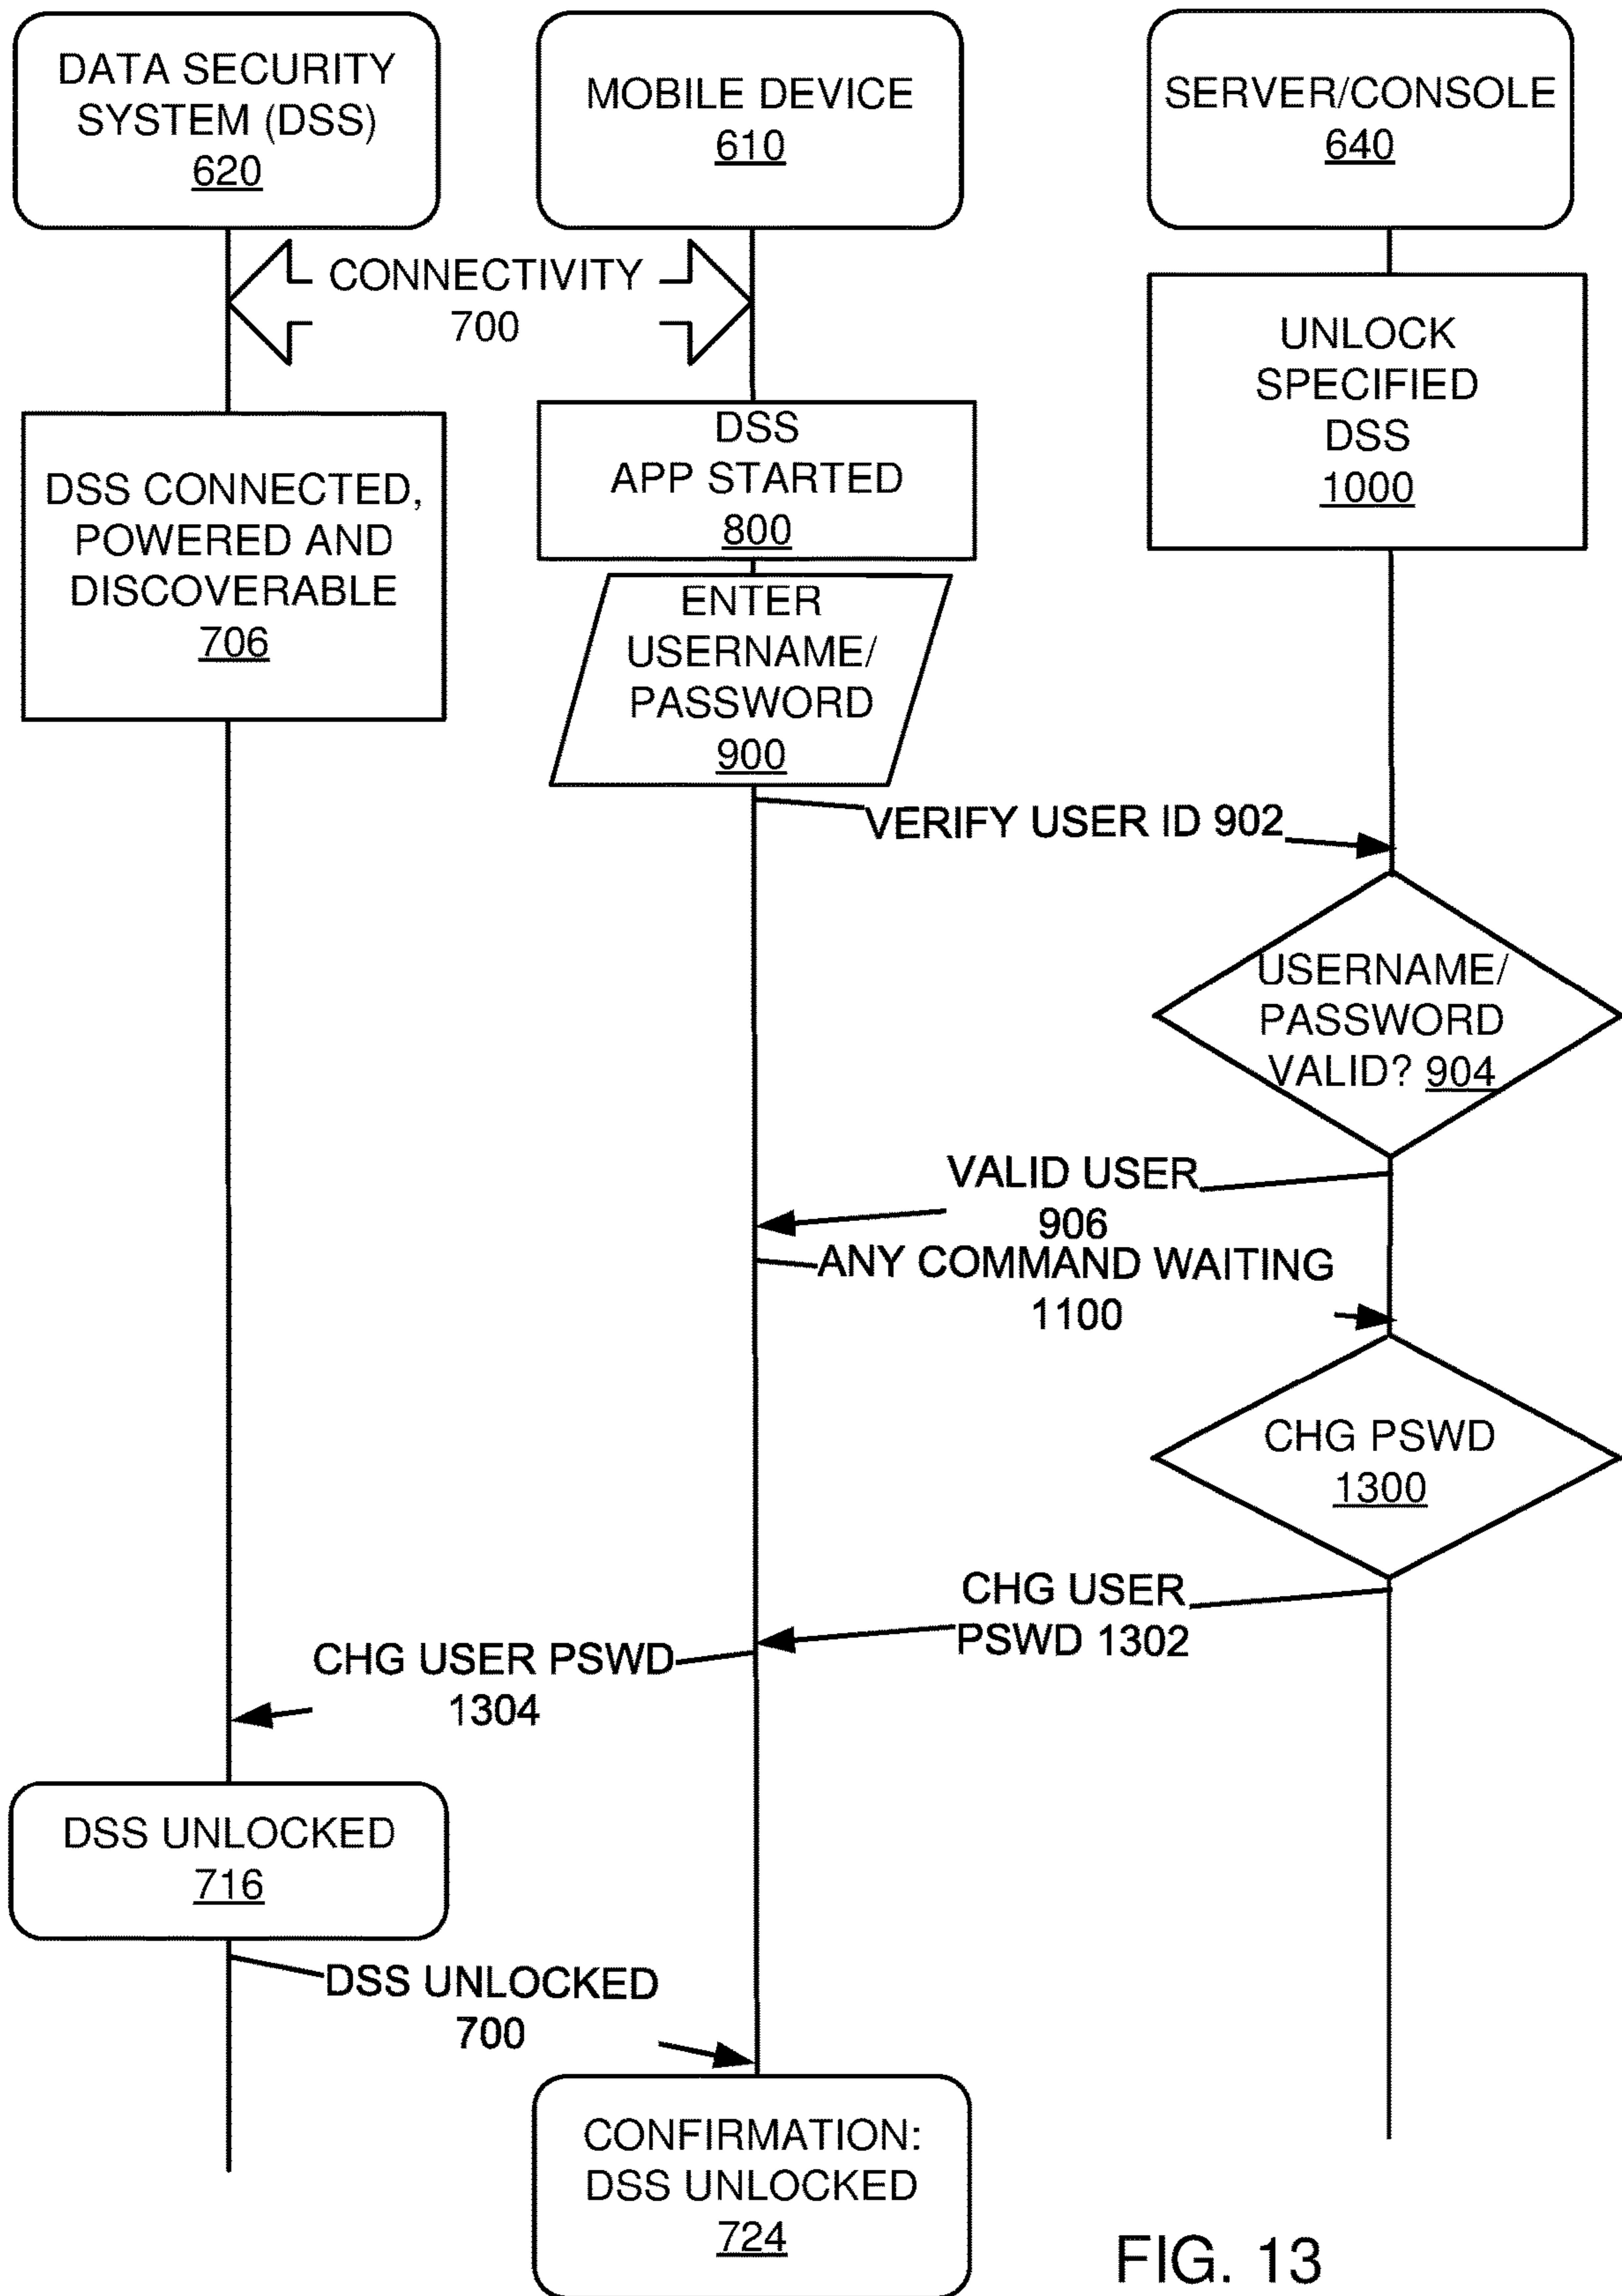 DATA SECURITY
SYSTEM (DSS)
620
MOBILE DEVICE
610
SERVER/CONSOLE
640
CONNECTIVITY
700
UNLOCK
SPECIFIED
DSS
1000
DSS CONNECTED,
POWERED AND
DISCOVERABLE
706
DSS
APP STARTED
800
ENTER
USERNAME/
PASSWORD
900
VERIFY USER ID 902
USERNAME/
PASSWORD
VALID? 904
VALID USER
906
ANY COMMAND WAITING
1100
CHG PSWD
1300
CHG USER
PSWD 1302
CHG USER PSWD
1304
DSS UNLOCKED
716
DSS UNLOCKED
700
CONFIRMATION:
DSS UNLOCKED
724
FIG. 13